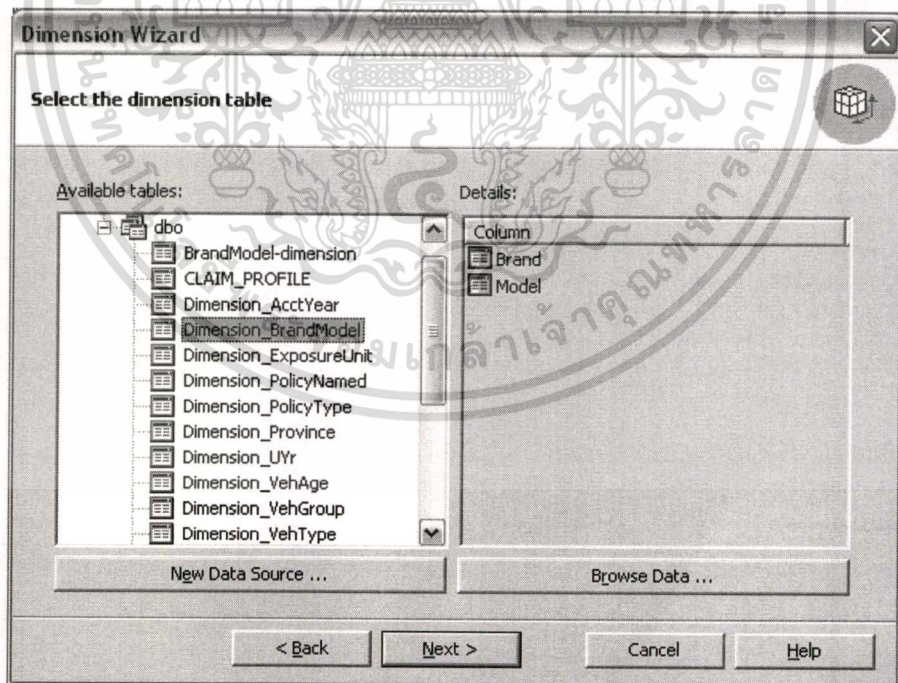 Dimension Wizard
Select the dimension table
Available tables:
dbo
BrandModel-dimension
CLAIM_PROFILE
Dimension_AcctYear
Dimension_BrandModel
Dimension_ExposureUnit
Dimension_PolicyNamed
Dimension_PolicyType
Dimension_Province
Dimension_UYr
Dimension_VehAge
Dimension_VehGroup
Dimension_VehType
Details:
Column
Brand
Model
New Data Source ...
Browse Data ...
< Back
Next >
Cancel
Help